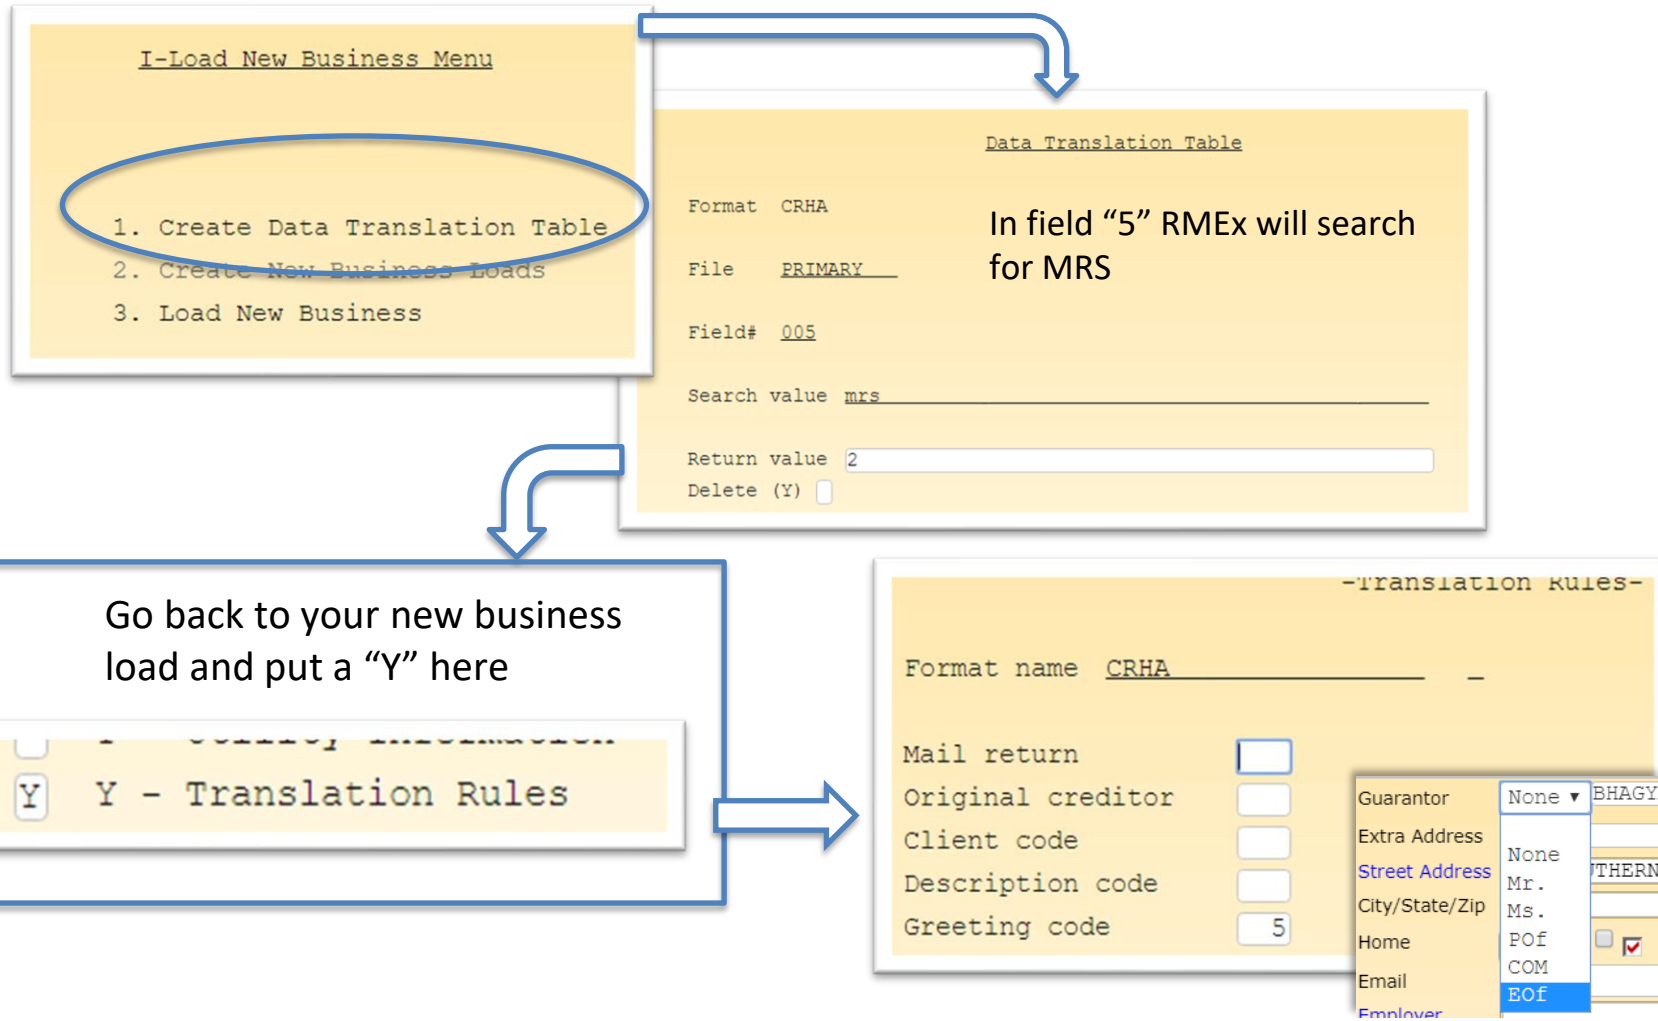 I-Load New Business Menu
1. Create Data Translation Table
2. Create New Business Loads
3. Load New Business
Data Translation Table
Format CRHA
In field “5” RMEx will search
for MRS
File PRIMARY
Field# 005
Search value mrs
Return value 2
Delete (Y)
Go back to your new business
load and put a “Y” here
Y - Translation Rules
-Translation Rules-
Format name CRHA
Mail return
Original creditor
Client code
Description code
Greeting code 5
Guarantor None ▾ BHAGY
Extra Address
None
Street Address THERN
Mr.
City/State/Zip
Ms.
Home
POf
COM
Email
EOf
Employer